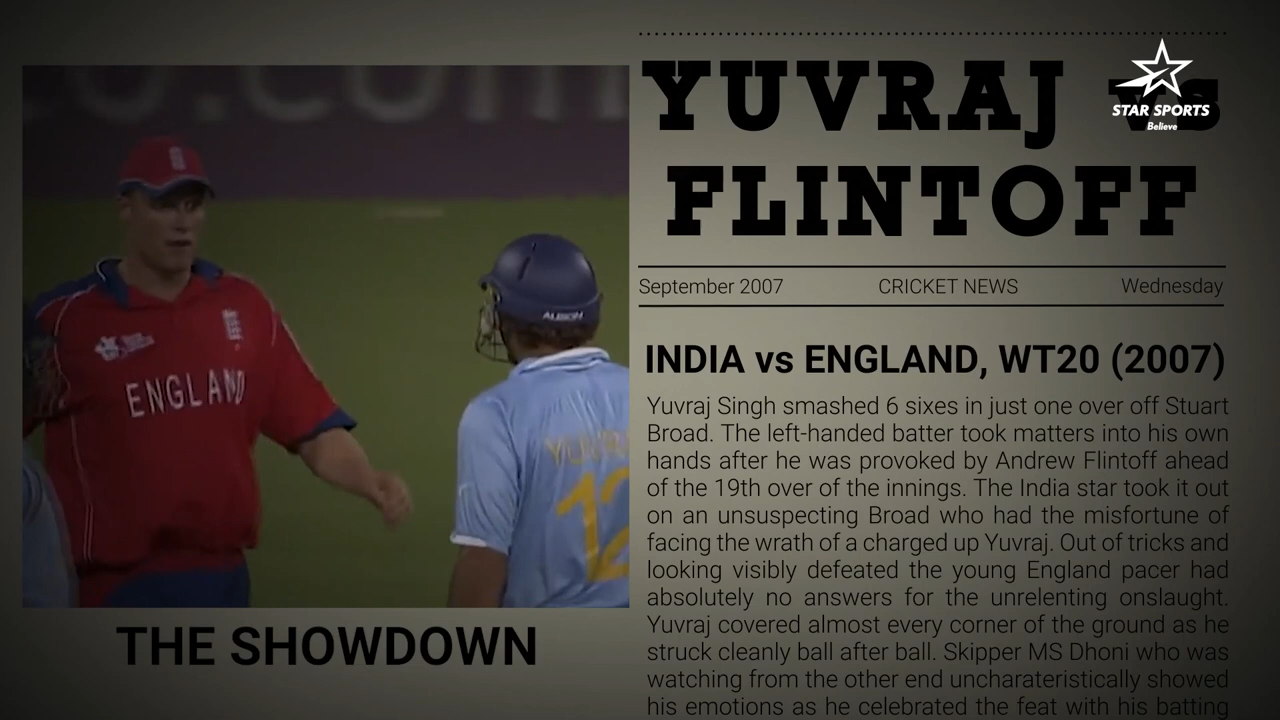 YUVRAJ vs
FLINTOFF
STAR SPORTS
Believe
September 2007 CRICKET NEWS Wednesday
INDIA vs ENGLAND, WT20 (2007)
Yuvraj Singh smashed 6 sixes in just one over off Stuart
Broad. The left-handed batter took matters into his own
hands after he was provoked by Andrew Flintoff ahead
of the 19th over of the innings. The India star took it out
on an unsuspecting Broad who had the misfortune of
facing the wrath of a charged up Yuvraj. Out of tricks and
looking visibly defeated the young England pacer had
absolutely no answers for the unrelenting onslaught.
Yuvraj covered almost every corner of the ground as he
struck cleanly ball after ball. Skipper MS Dhoni who was
watching from the other end uncharateristically showed
his emotions as he celebrated the feat with his batting
ENGLAND
ALBION
12
THE SHOWDOWN